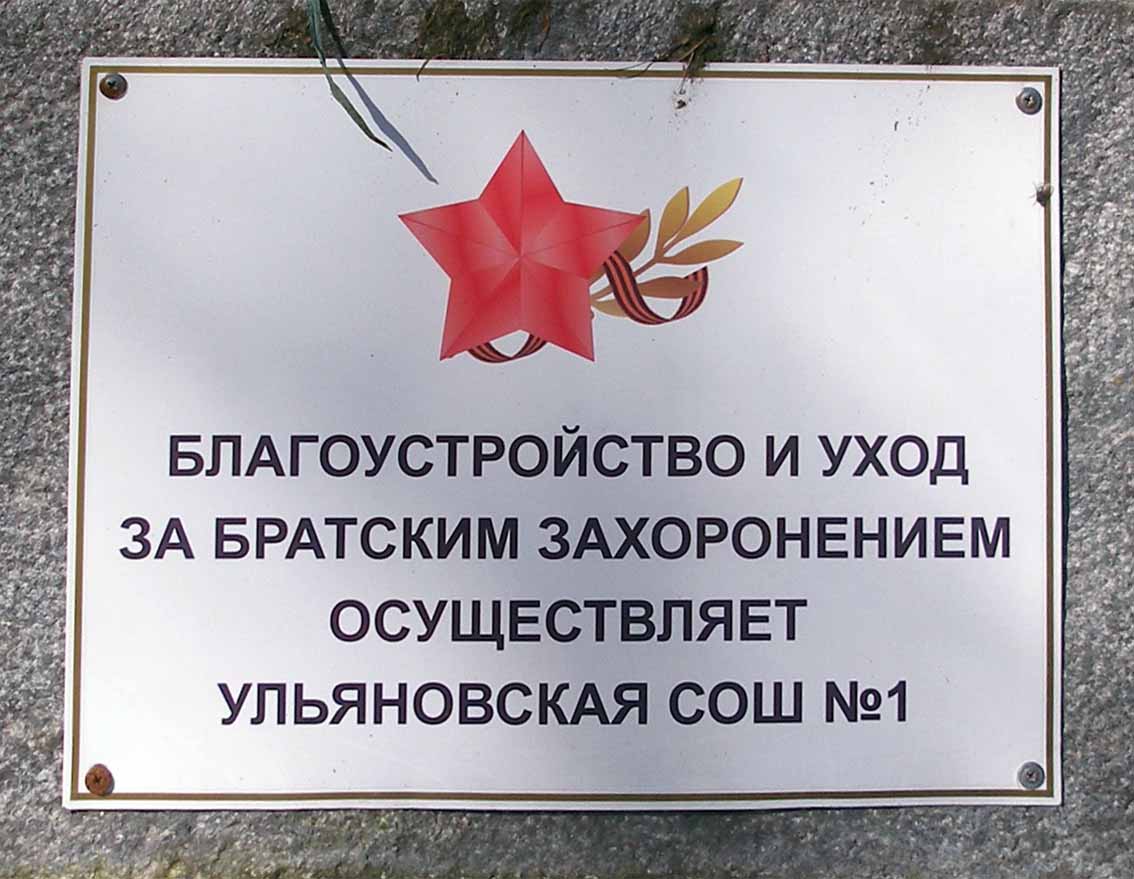 БЛАГОУСТРОЙСТВО И УХОД
ЗА БРАТСКИМ ЗАХОРОНЕНИЕМ
ОСУЩЕСТВЛЯЕТ
УЛЬЯНОВСКАЯ СОШ №1